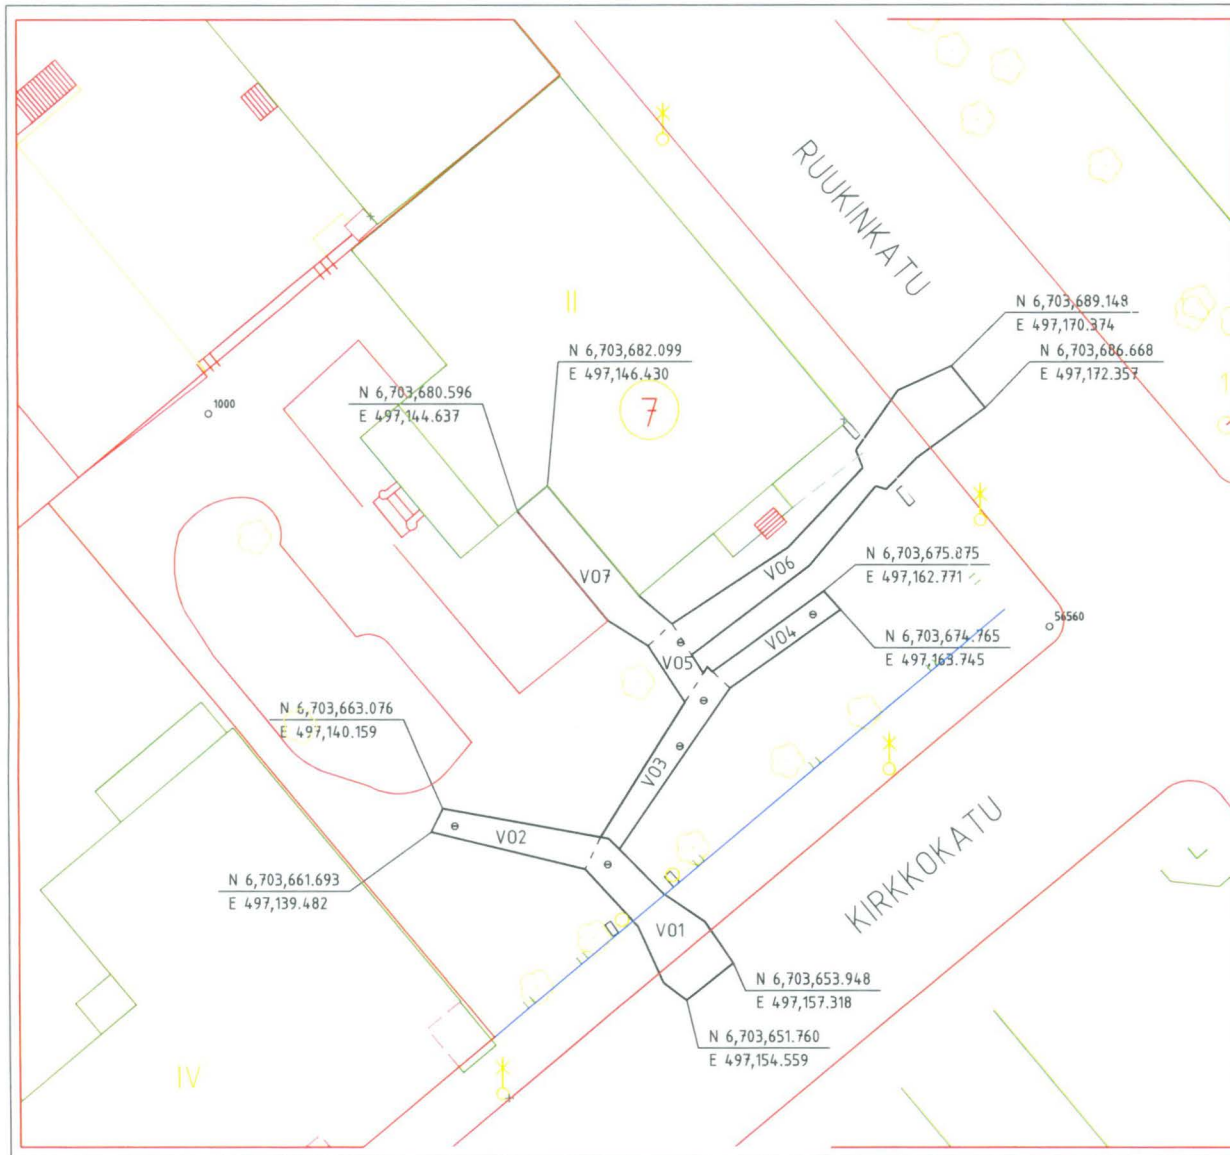 RUUKINKATU
II
N 6,703,689.148
E 497,170.374
N 6,703,682.099
E 497,146.430
N 6,703,686.668
E 497,172.357
N 6,703,680.596
E 497,144.637
7
1
1000
V07
V06
N 6,703,675.875
E 497,162.771
56560
V04
V05
N 6,703,674.765
E 497,163.745
N 6,703,663.076
E 497,140.159
V03
V02
KIRKKOKATU
N 6,703,661.693
E 497,139.482
V01
N 6,703,653.948
E 497,157.318
N 6,703,651.760
E 497,154.559
IV